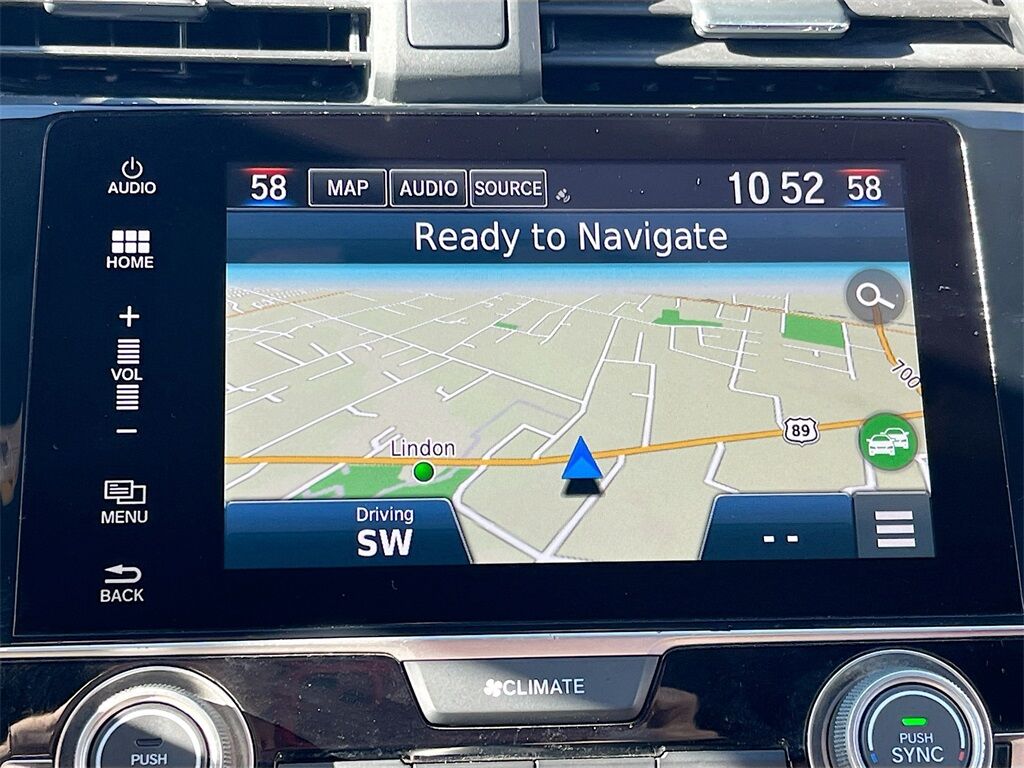 AUDIO
HOME
+
VOL
−
MENU
BACK
58 MAP AUDIO SOURCE 10 52 58
Ready to Navigate
700
89
Lindon
Driving
SW
--
CLIMATE
PUSH
PUSH
SYNC